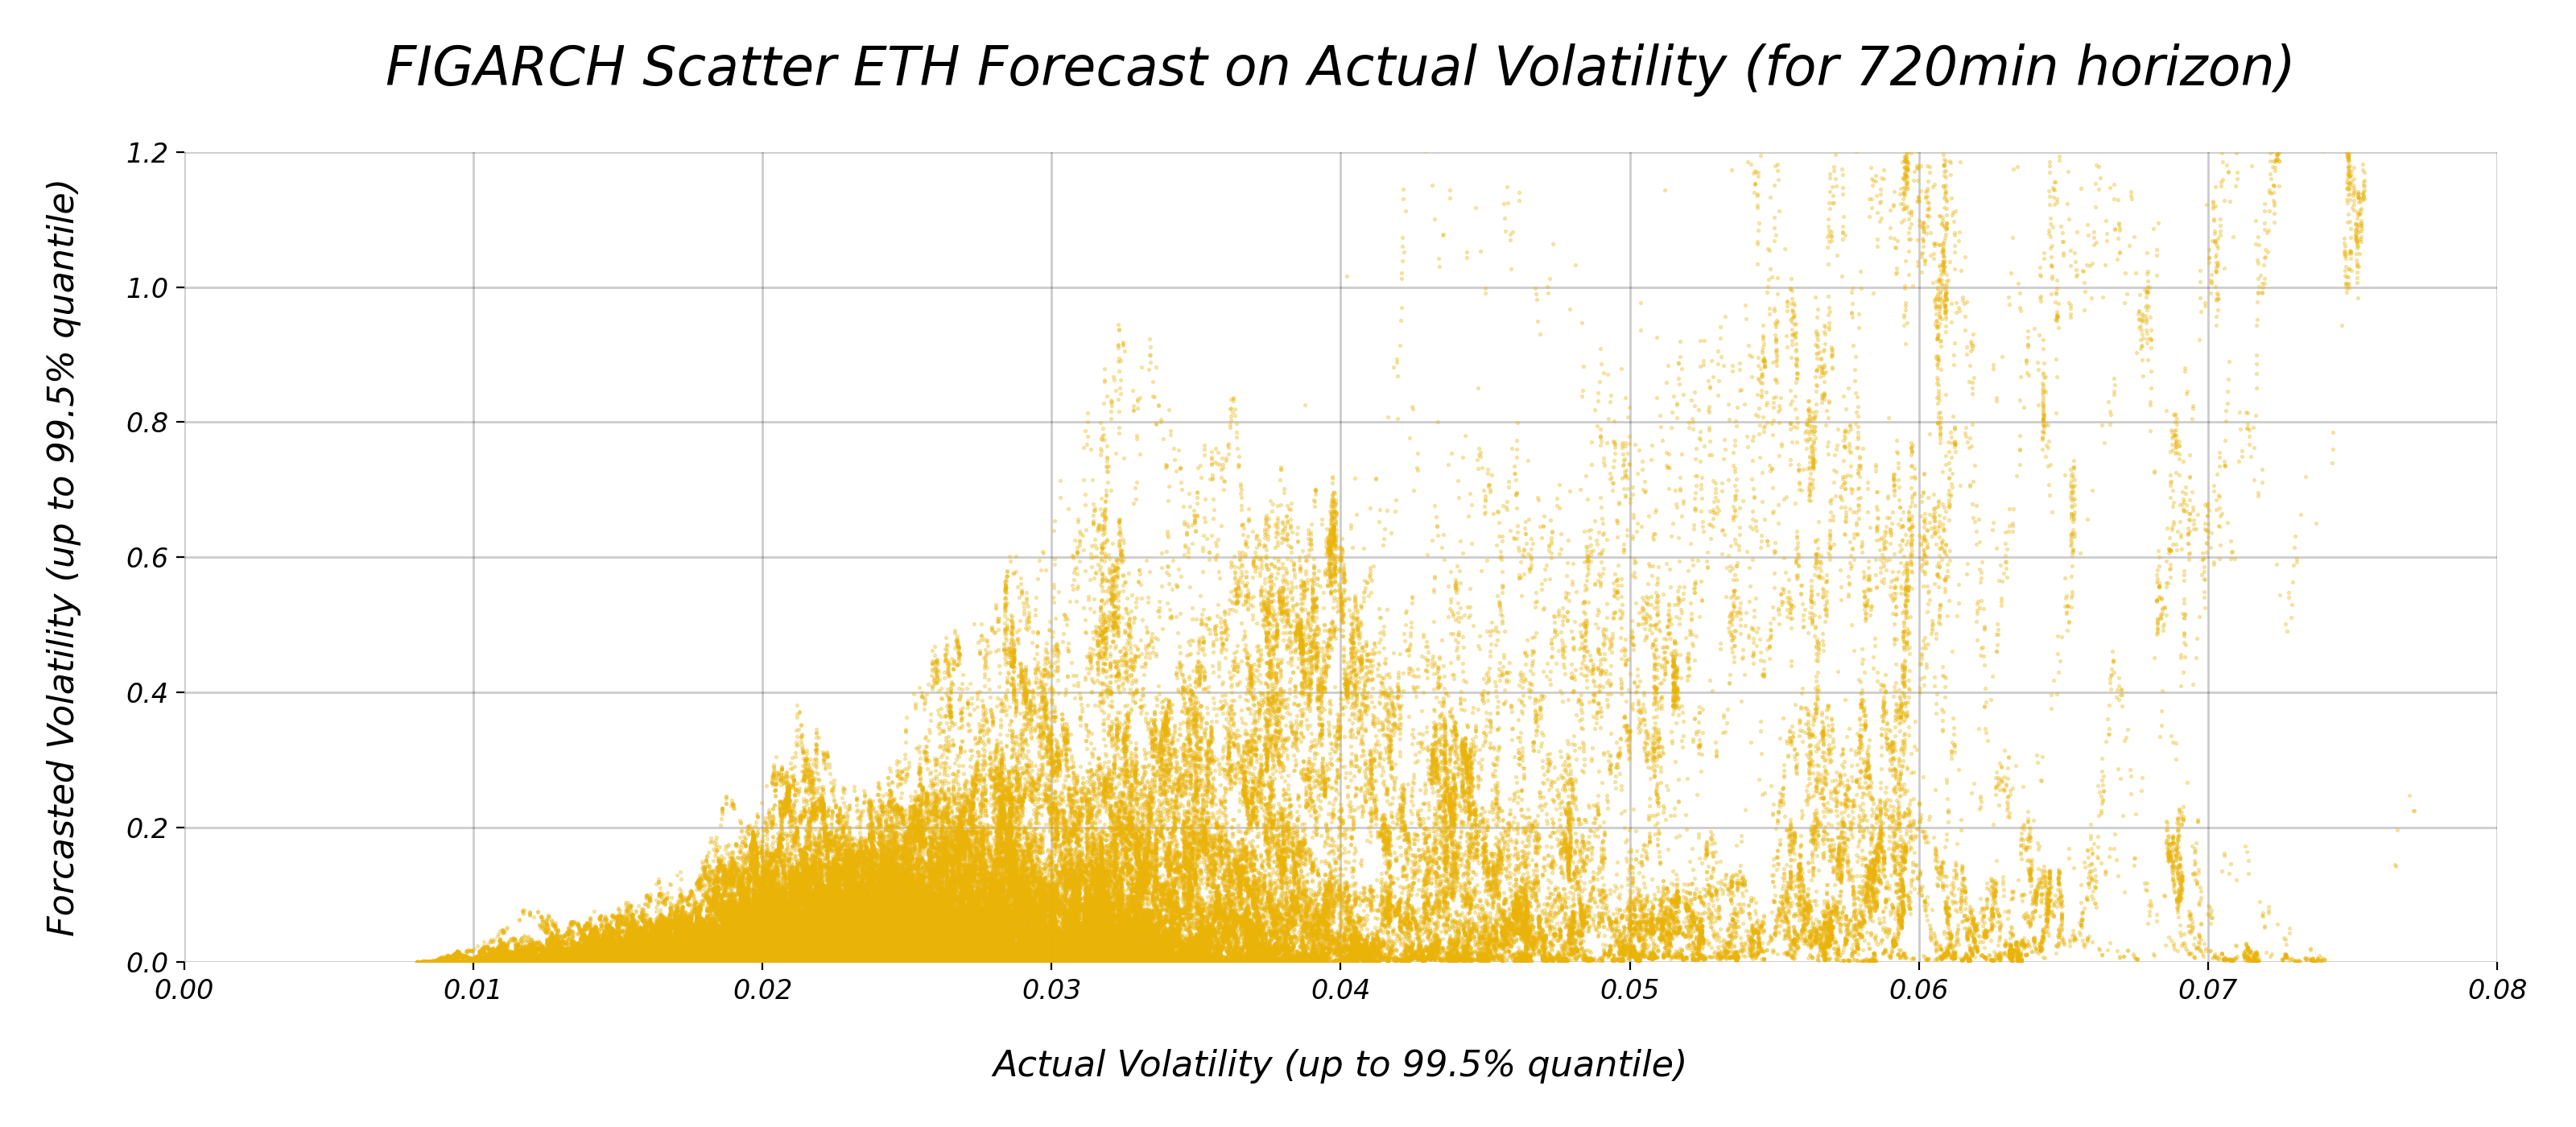 FIGARCH Scatter ETH Forecast on Actual Volatility (for 720min horizon)
Forcasted Volatility (up to 99.5% quantile)
1.2
1.0
0.8
0.6
0.4
0.2
0.0
0.00 0.01 0.02 0.03 0.04 0.05 0.06 0.07 0.08
Actual Volatility (up to 99.5% quantile)